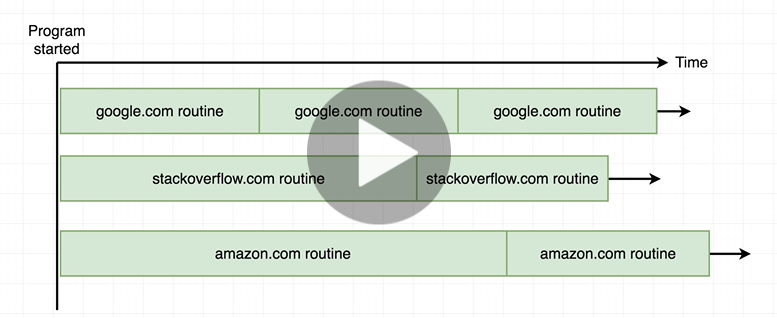 Program
started
Time
google.com routine
google.com routine
google.com routine
stackoverflow.com routine
stackoverflow.com routine
amazon.com routine
amazon.com routine